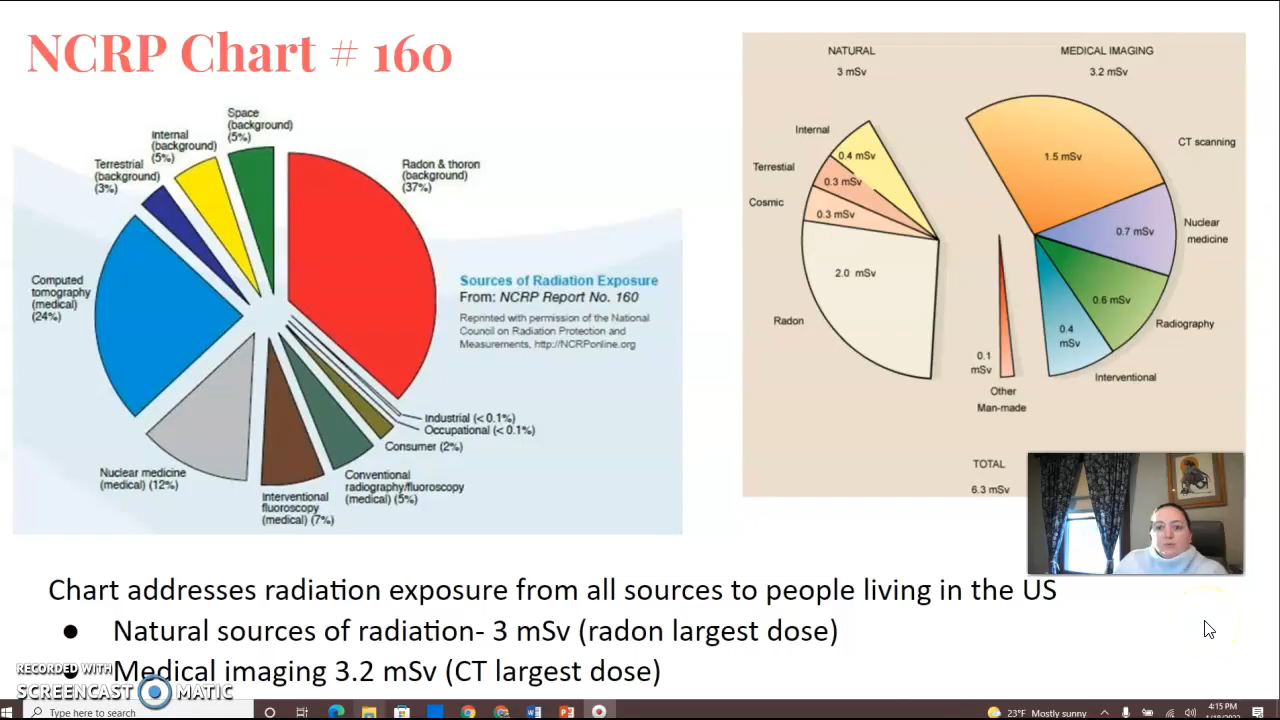 NCRP Chart # 160
Space
(background)
(5%)
Internal
(background)
(5%)
Terrestrial
(background)
(3%)
Radon & thoron
(background)
(37%)
Computed
tomography
(medical)
(24%)
Sources of Radiation Exposure
From: NCRP Report No. 160
Reprinted with permission of the National
Council on Radiation Protection and
Measurements, http://NCRPonline.org
Industrial (< 0.1%)
Occupational (< 0.1%)
Consumer (2%)
Nuclear medicine
(medical) (12%)
Conventional
radiography/fluoroscopy
(medical) (5%)
Interventional
fluoroscopy
(medical) (7%)
NATURAL
3 mSv
MEDICAL IMAGING
3.2 mSv
Internal
0.4 mSv
Terrestial
0.3 mSv
Cosmic
0.3 mSv
2.0 mSv
Radon
1.5 mSv
CT scanning
0.7 mSv
Nuclear
medicine
0.6 mSv
Radiography
0.4
mSv
Interventional
0.1
mSv
Other
Man-made
TOTAL
6.3 mSv
Chart addresses radiation exposure from all sources to people living in the US
● Natural sources of radiation- 3 mSv (radon largest dose)
● Medical imaging 3.2 mSv (CT largest dose)
RECORDED WITH
SCREENCAST MATIC
Type here to search
23°F Mostly sunny
4:15 PM